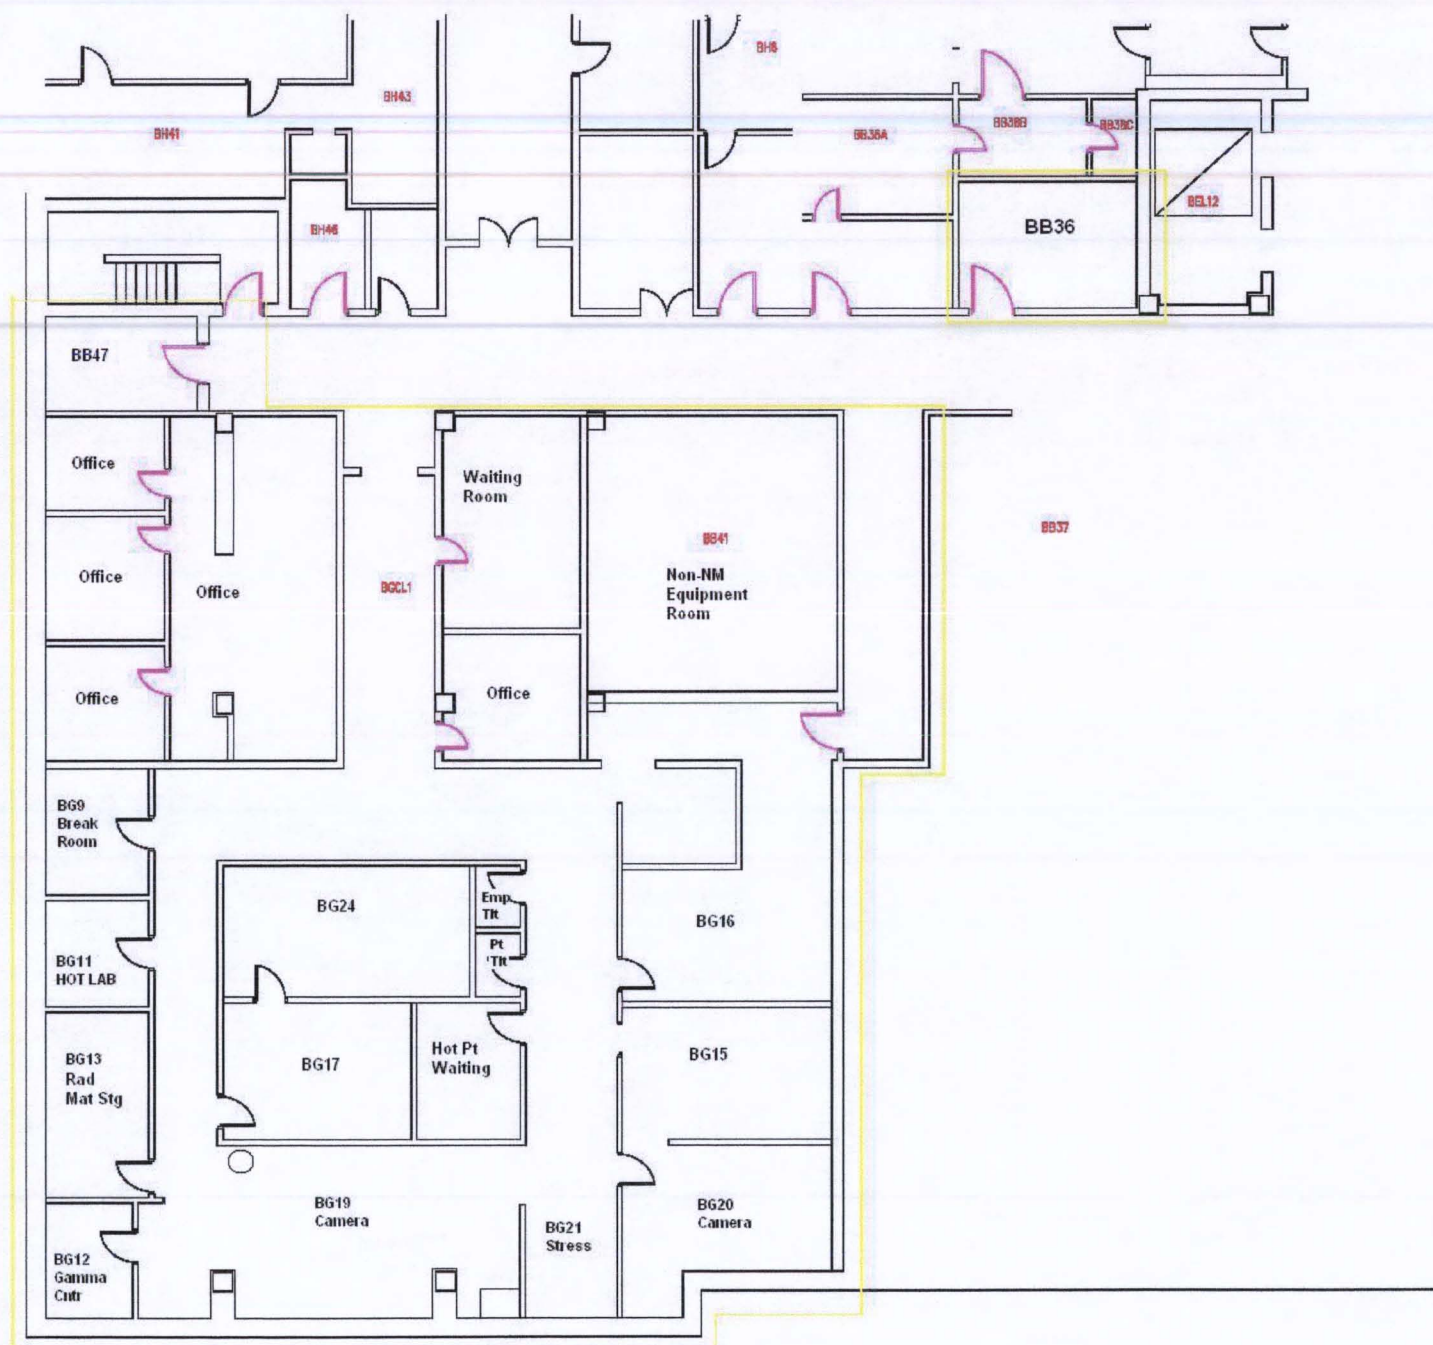 BH6
BH43
BH41
BB38A
BB38B
BB38C
BEL12
BH46
BB36
BB47
Office
Waiting
Room
BB41
BB37
Office
Office
BGCL1
Non-NM
Equipment
Room
Office
Office
BG9
Break
Room
BG24
Emp
Tlt
BG16
Pt
Tlt
BG11
HOT LAB
BG13
Rad
Mat Stg
BG17
Hot Pt
Waiting
BG15
BG19
Camera
BG21
Stress
BG20
Camera
BG12
Gamma
Cntr